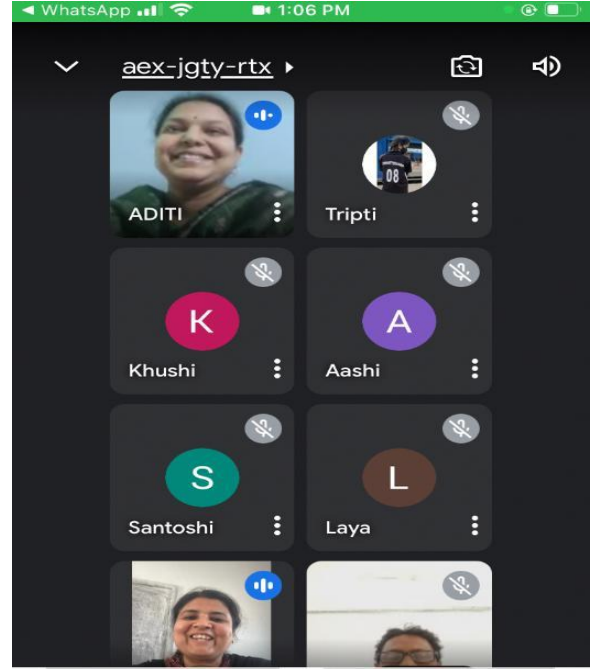 ◀ WhatsApp 1:06 PM
aex-jgty-rtx
ADITI
08
Tripti
K
Khushi
A
Aashi
S
Santoshi
L
Laya